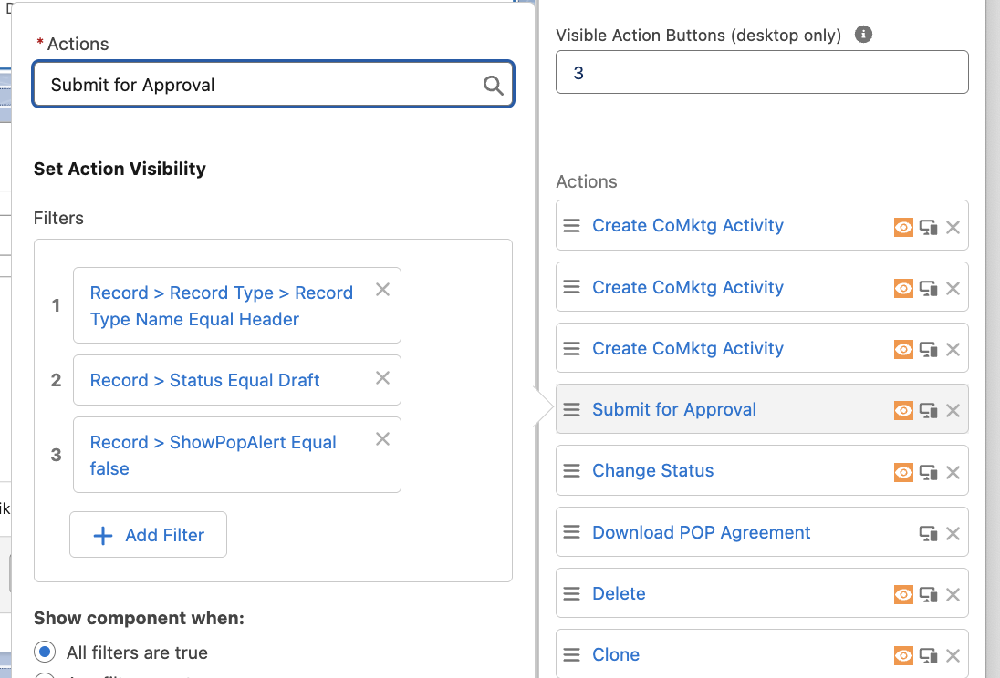 * Actions
Submit for Approval
Set Action Visibility
Filters
1
Record > Record Type > Record
Type Name Equal Header
2
Record > Status Equal Draft
3
Record > ShowPopAlert Equal
false
Add Filter
Show component when:
All filters are true
Visible Action Buttons (desktop only)
3
Actions
Create CoMktg Activity
Create CoMktg Activity
Create CoMktg Activity
Submit for Approval
Change Status
Download POP Agreement
Delete
Clone